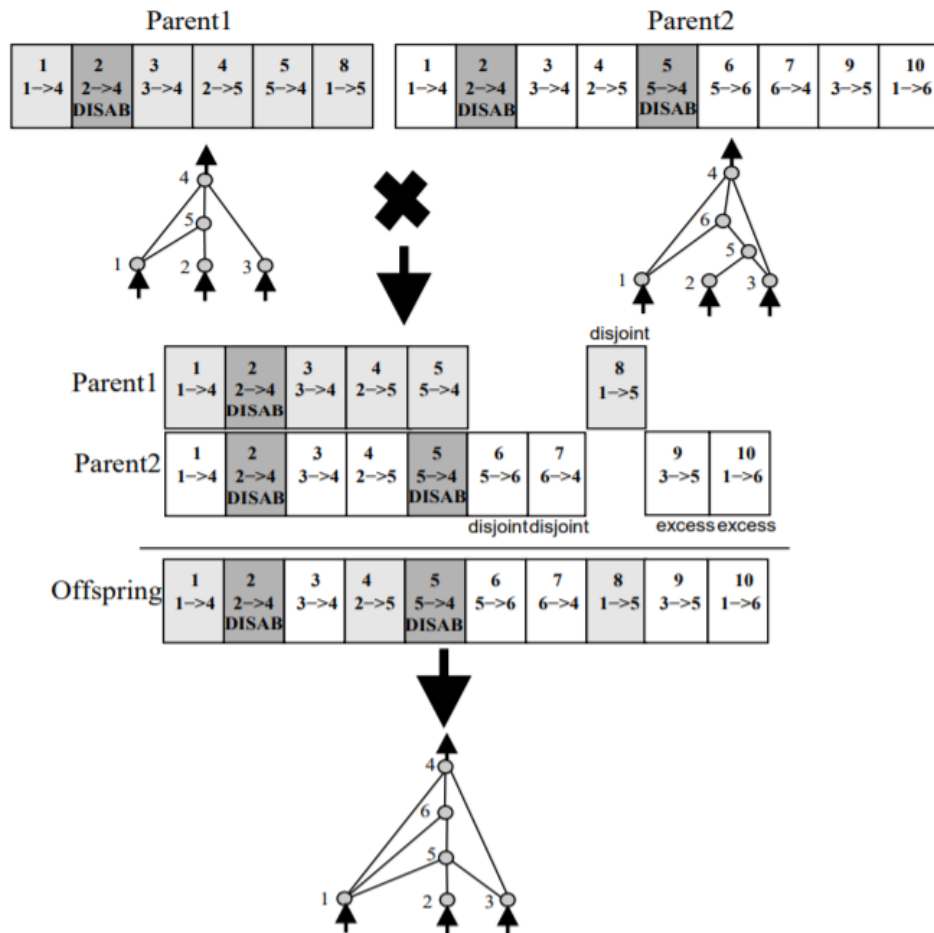 Parent1 Parent2
1 2 3 4 5 8 1 2 3 4 5 6 7 9 10
1->4 2->4 3->4 2->5 5->4 1->5 1->4 2->4 3->4 2->5 5->4 5->6 6->4 3->5 1->6
DISAB DISAB DISAB
4 4
5 6
5
1 2 3 1 2 3
disjoint
Parent1
1 2 3 4 5 8
1->4 2->4 3->4 2->5 5->4 1->5
DISAB
Parent2
1 2 3 4 5 6 7 9 10
1->4 2->4 3->4 2->5 5->4 5->6 6->4 3->5 1->6
DISAB DISAB
disjoint disjoint excess excess
Offspring
1 2 3 4 5 6 7 8 9 10
1->4 2->4 3->4 2->5 5->4 5->6 6->4 1->5 3->5 1->6
DISAB DISAB
4
6
5
1 2 3